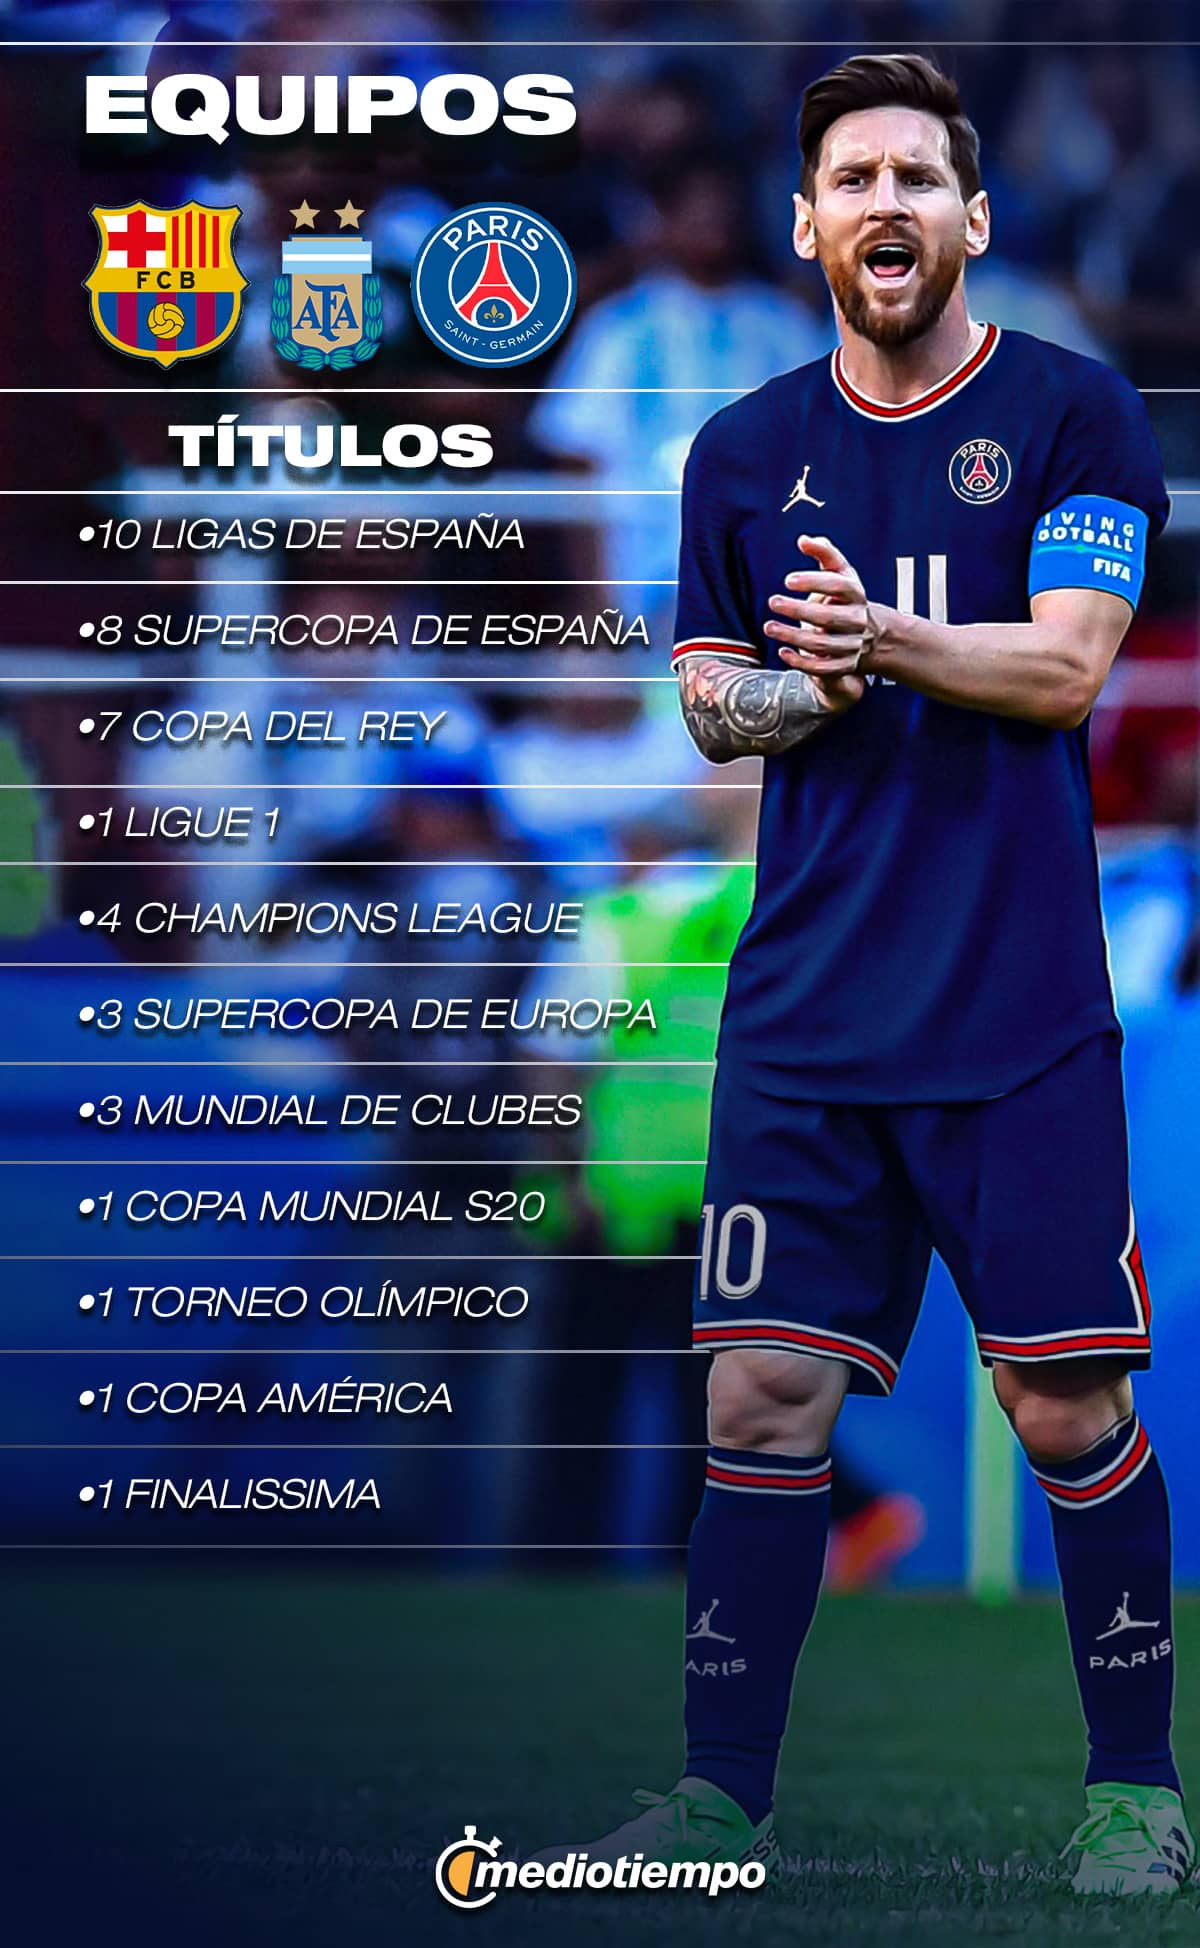 EQUIPOS
FCB
AFA
PARIS
SAINT-GERMAIN
TÍTULOS
•10 LIGAS DE ESPAÑA
•8 SUPERCOPA DE ESPAÑA
•7 COPA DEL REY
•1 LIGUE 1
•4 CHAMPIONS LEAGUE
•3 SUPERCOPA DE EUROPA
•3 MUNDIAL DE CLUBES
•1 COPA MUNDIAL S20
•1 TORNEO OLÍMPICO
•1 COPA AMÉRICA
•1 FINALISSIMA
PARIS
IVING
OOTBALL
FIFA
10
ARIS
PARIS
mediotiempo